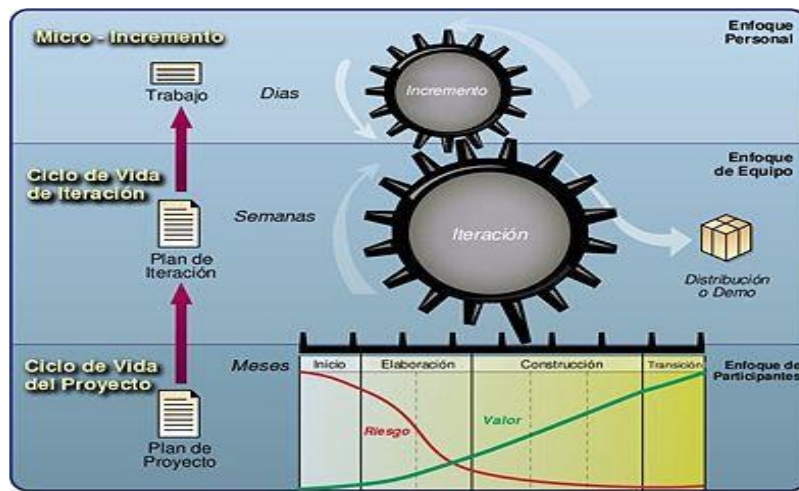 Micro - Incremento
Enfoque
Personal
Trabajo
Dias
Incremento
Ciclo de Vida
de Iteración
Enfoque
de Equipo
Semanas
Iteración
Plan de
Iteración
Distribución
o Demo
Ciclo de Vida
del Proyecto
Meses
Inicio
Elaboración
Construcción
Transición
Enfoque de
Participantes
Riesgo
Valor
Plan de
Proyecto